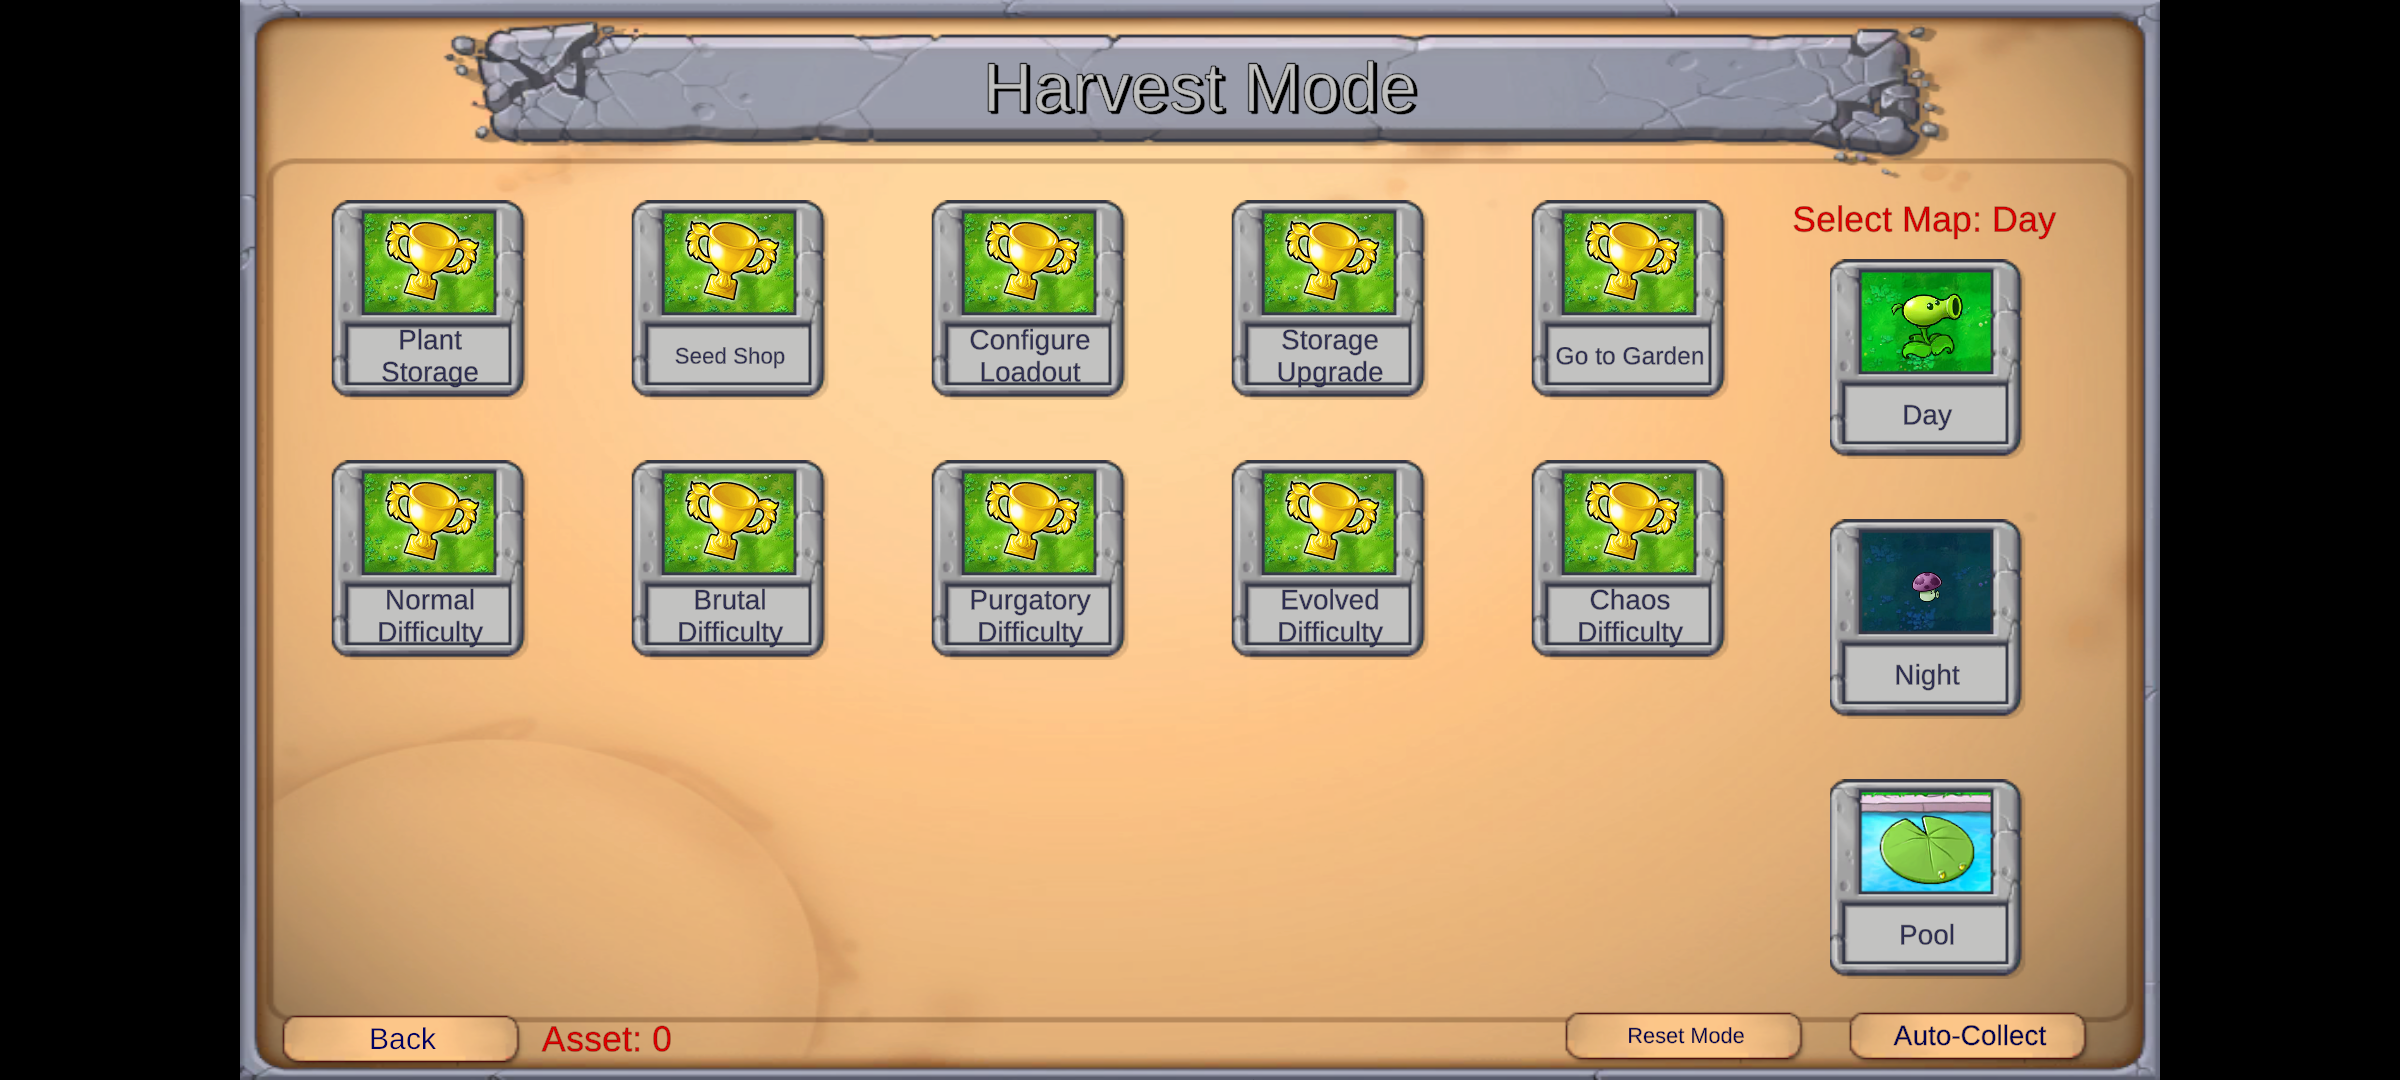 Harvest Mode
Select Map: Day
Plant
Storage
Seed Shop
Configure
Loadout
Storage
Upgrade
Go to Garden
Day
Normal
Difficulty
Brutal
Difficulty
Purgatory
Difficulty
Evolved
Difficulty
Chaos
Difficulty
Night
Pool
Back
Asset: 0
Reset Mode
Auto-Collect